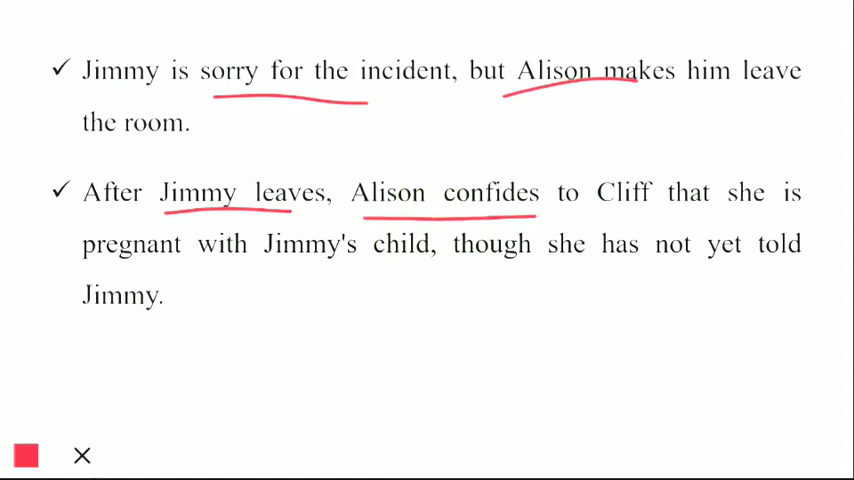 ✓ Jimmy is sorry for the incident, but Alison makes him leave
the room.
✓ After Jimmy leaves, Alison confides to Cliff that she is
pregnant with Jimmy's child, though she has not yet told
Jimmy.